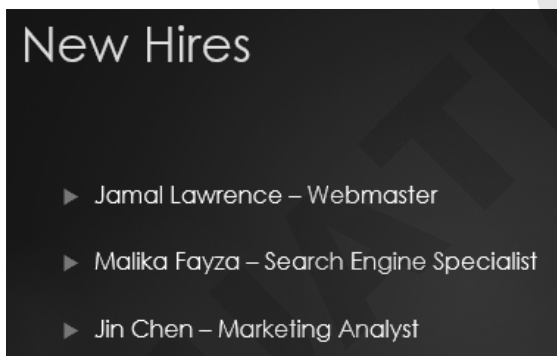 New Hires
Jamal Lawrence – Webmaster
Malika Fayza – Search Engine Specialist
Jin Chen – Marketing Analyst